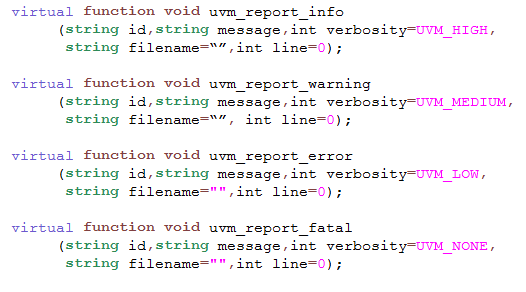 virtual function void uvm_report_info
(string id,string message,int verbosity=UVM_HIGH,
string filename=“”,int line=0);
virtual function void uvm_report_warning
(string id,string message,int verbosity=UVM_MEDIUM,
string filename=“”, int line=0);
virtual function void uvm_report_error
(string id,string message,int verbosity=UVM_LOW,
string filename="",int line=0);
virtual function void uvm_report_fatal
(string id,string message,int verbosity=UVM_NONE,
string filename="",int line=0);